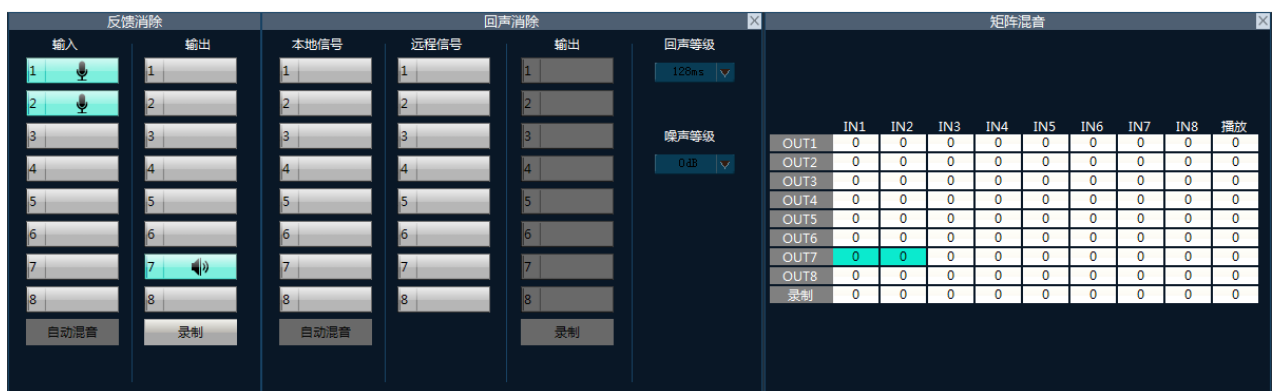 反馈消除 回声消除 矩阵混音
输入 输出 本地信号 远程信号 输出 回声等级
1 1 1 1 1 128ms
2 2 2 2 2
3 3 3 3 3 噪声等级
4 4 4 4 4 0dB
5 5 5 5 5
6 6 6 6 6
7 7 7 7 7
8 8 8 8 8
自动混音 录制 自动混音 录制
IN1 IN2 IN3 IN4 IN5 IN6 IN7 IN8 播放
OUT1 0 0 0 0 0 0 0 0 0
OUT2 0 0 0 0 0 0 0 0 0
OUT3 0 0 0 0 0 0 0 0 0
OUT4 0 0 0 0 0 0 0 0 0
OUT5 0 0 0 0 0 0 0 0 0
OUT6 0 0 0 0 0 0 0 0 0
OUT7 0 0 0 0 0 0 0 0 0
OUT8 0 0 0 0 0 0 0 0 0
录制 0 0 0 0 0 0 0 0 0